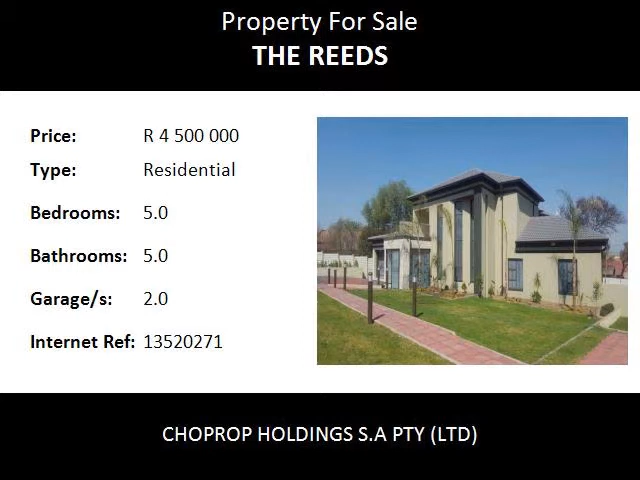 Property For Sale
THE REEDS
Price: R 4 500 000
Type: Residential
Bedrooms: 5.0
Bathrooms: 5.0
Garage/s: 2.0
Internet Ref: 13520271
CHOPROP HOLDINGS S.A PTY (LTD)